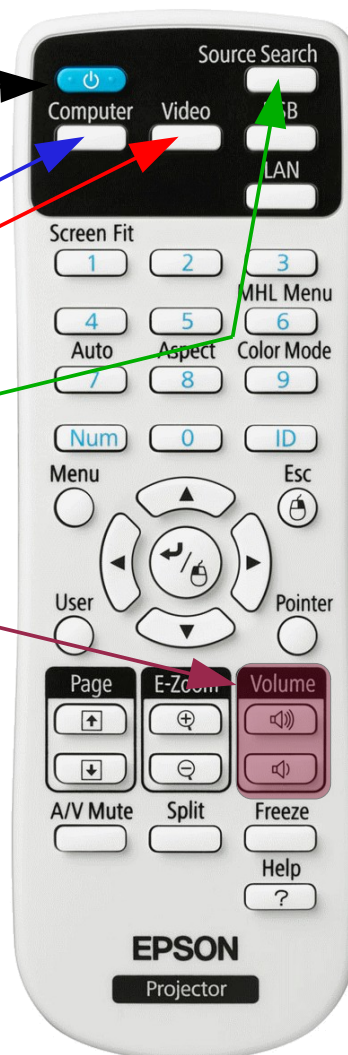 Source Search
Computer Video USB
LAN
Screen Fit
1 2 3
MHL Menu
4 5 6
Auto Aspect Color Mode
7 8 9
Num 0 ID
Menu Esc
User Pointer
Page E-Zoom Volume
A/V Mute Split Freeze
Help
?
EPSON
Projector